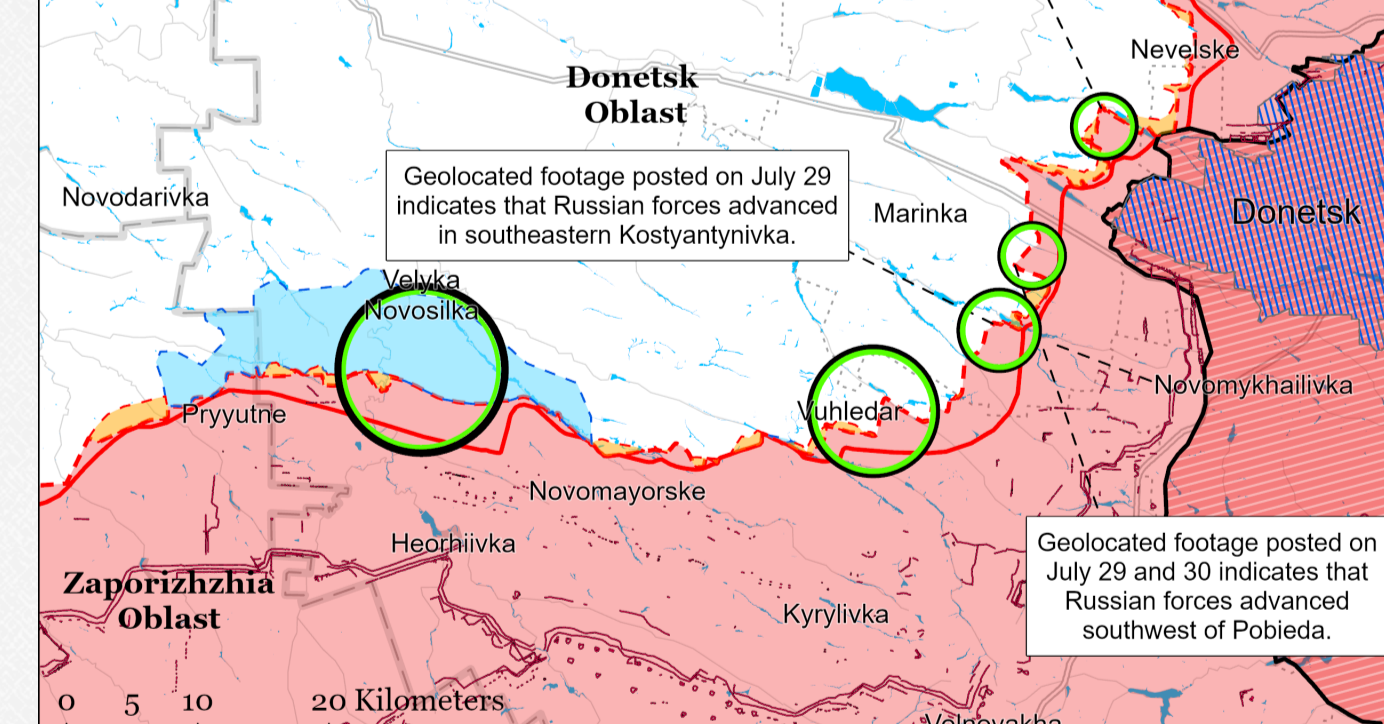 Nevelske
Donetsk
Oblast
Geolocated footage posted on July 29
indicates that Russian forces advanced
in southeastern Kostyantynivka.
Novodarivka
Marinka
Donetsk
Velyka
Novosilka
Pryyutne
Vuhledar
Novomykhailivka
Novomayorske
Heorhiivka
Geolocated footage posted on
July 29 and 30 indicates that
Russian forces advanced
southwest of Pobieda.
Zaporizhzhia
Oblast
Kyrylivka
0 5 10 20 Kilometers
Volnovakha